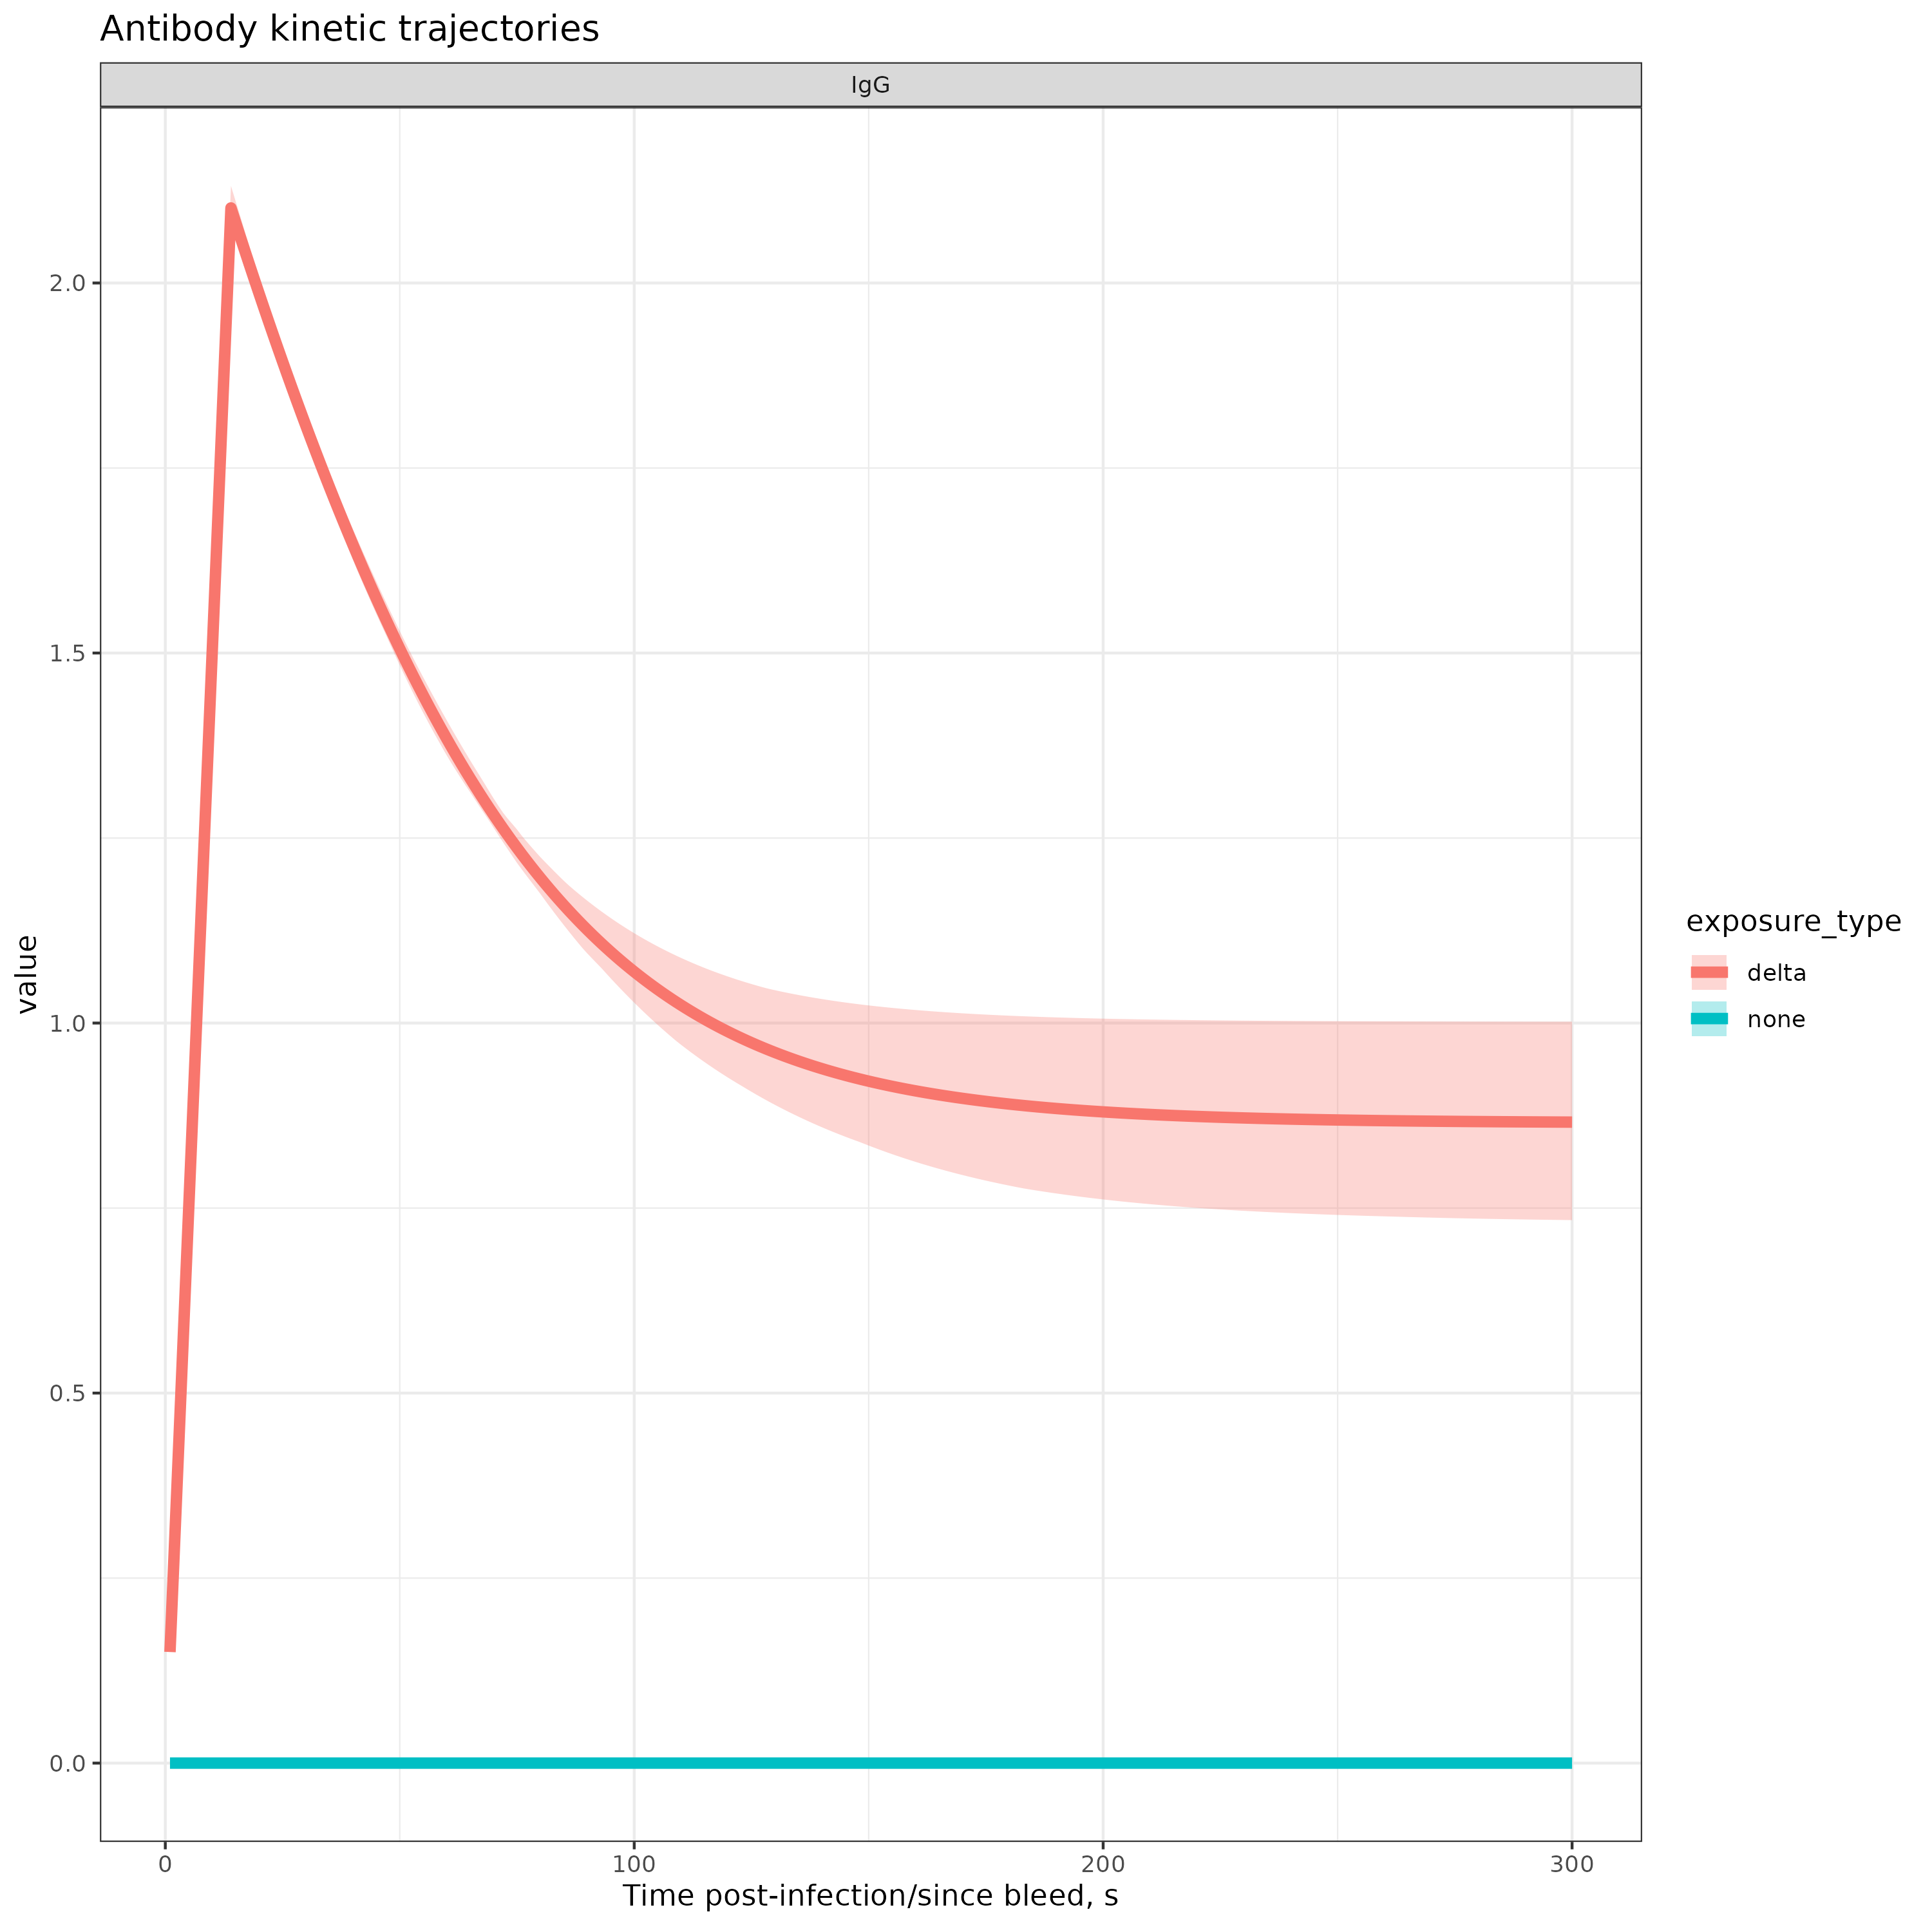 Antibody kinetic trajectories
IgG
value
2.0
1.5
1.0
0.5
0.0
0
100
200
300
Time post-infection/since bleed, s
exposure_type
delta
none